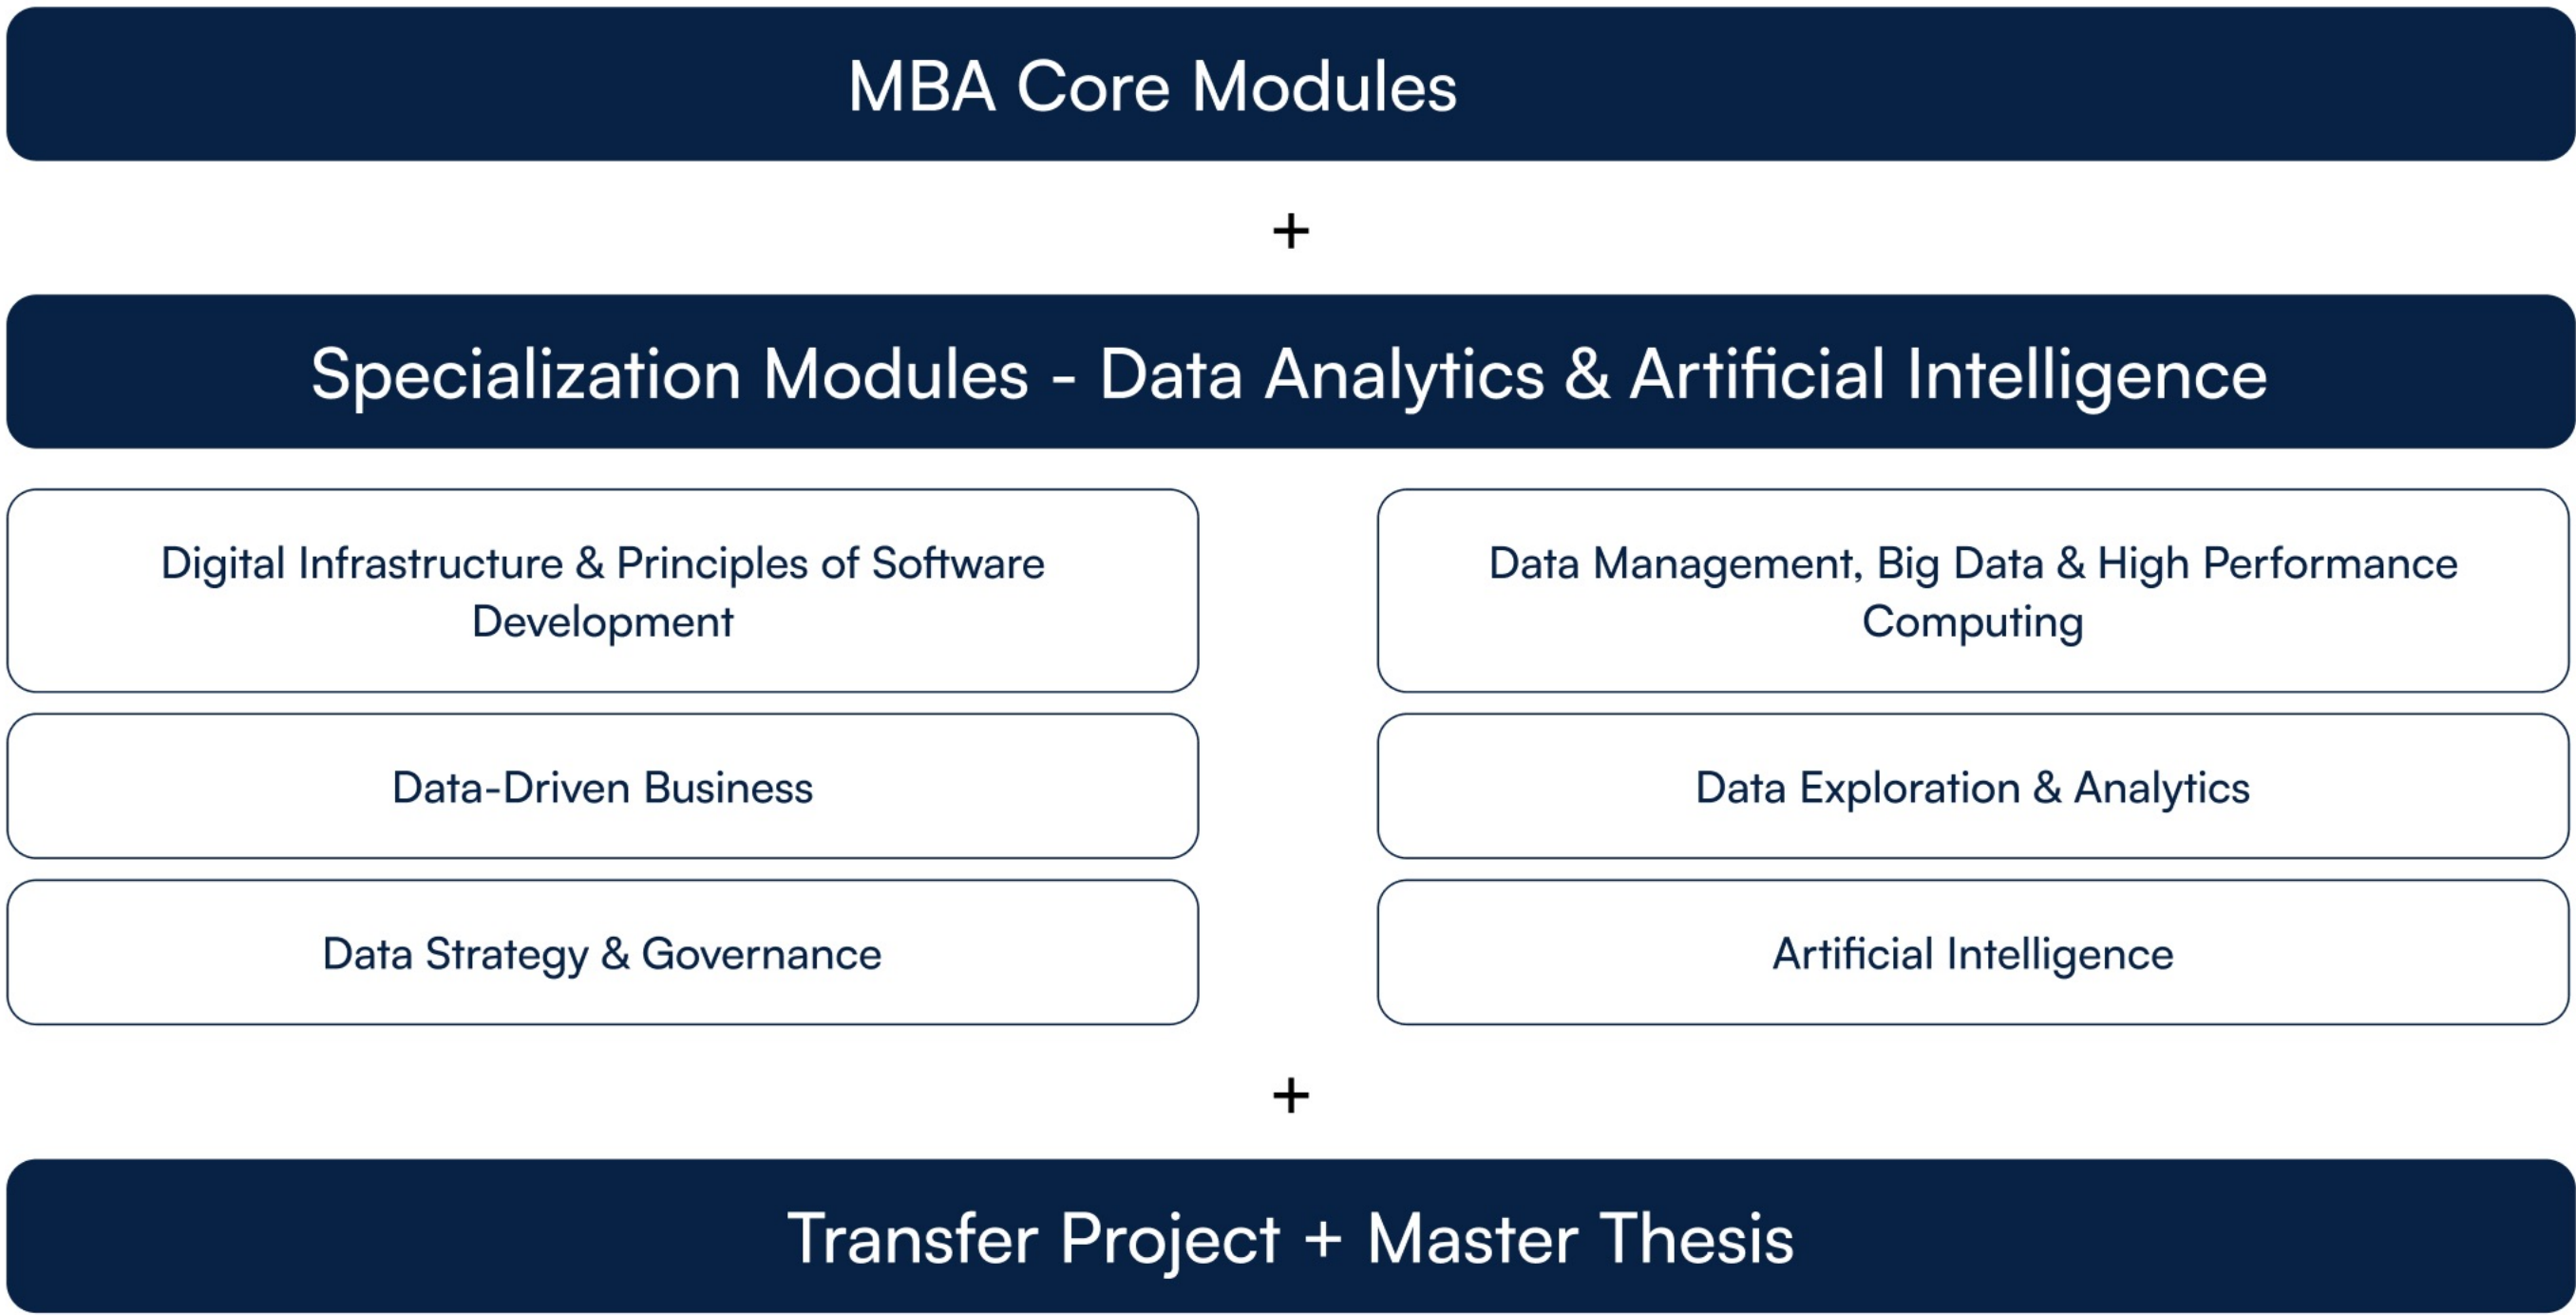 MBA Core Modules
+
Specialization Modules - Data Analytics & Artificial Intelligence
Digital Infrastructure & Principles of Software
Development
Data Management, Big Data & High Performance
Computing
Data-Driven Business
Data Exploration & Analytics
Data Strategy & Governance
Artificial Intelligence
+
Transfer Project + Master Thesis